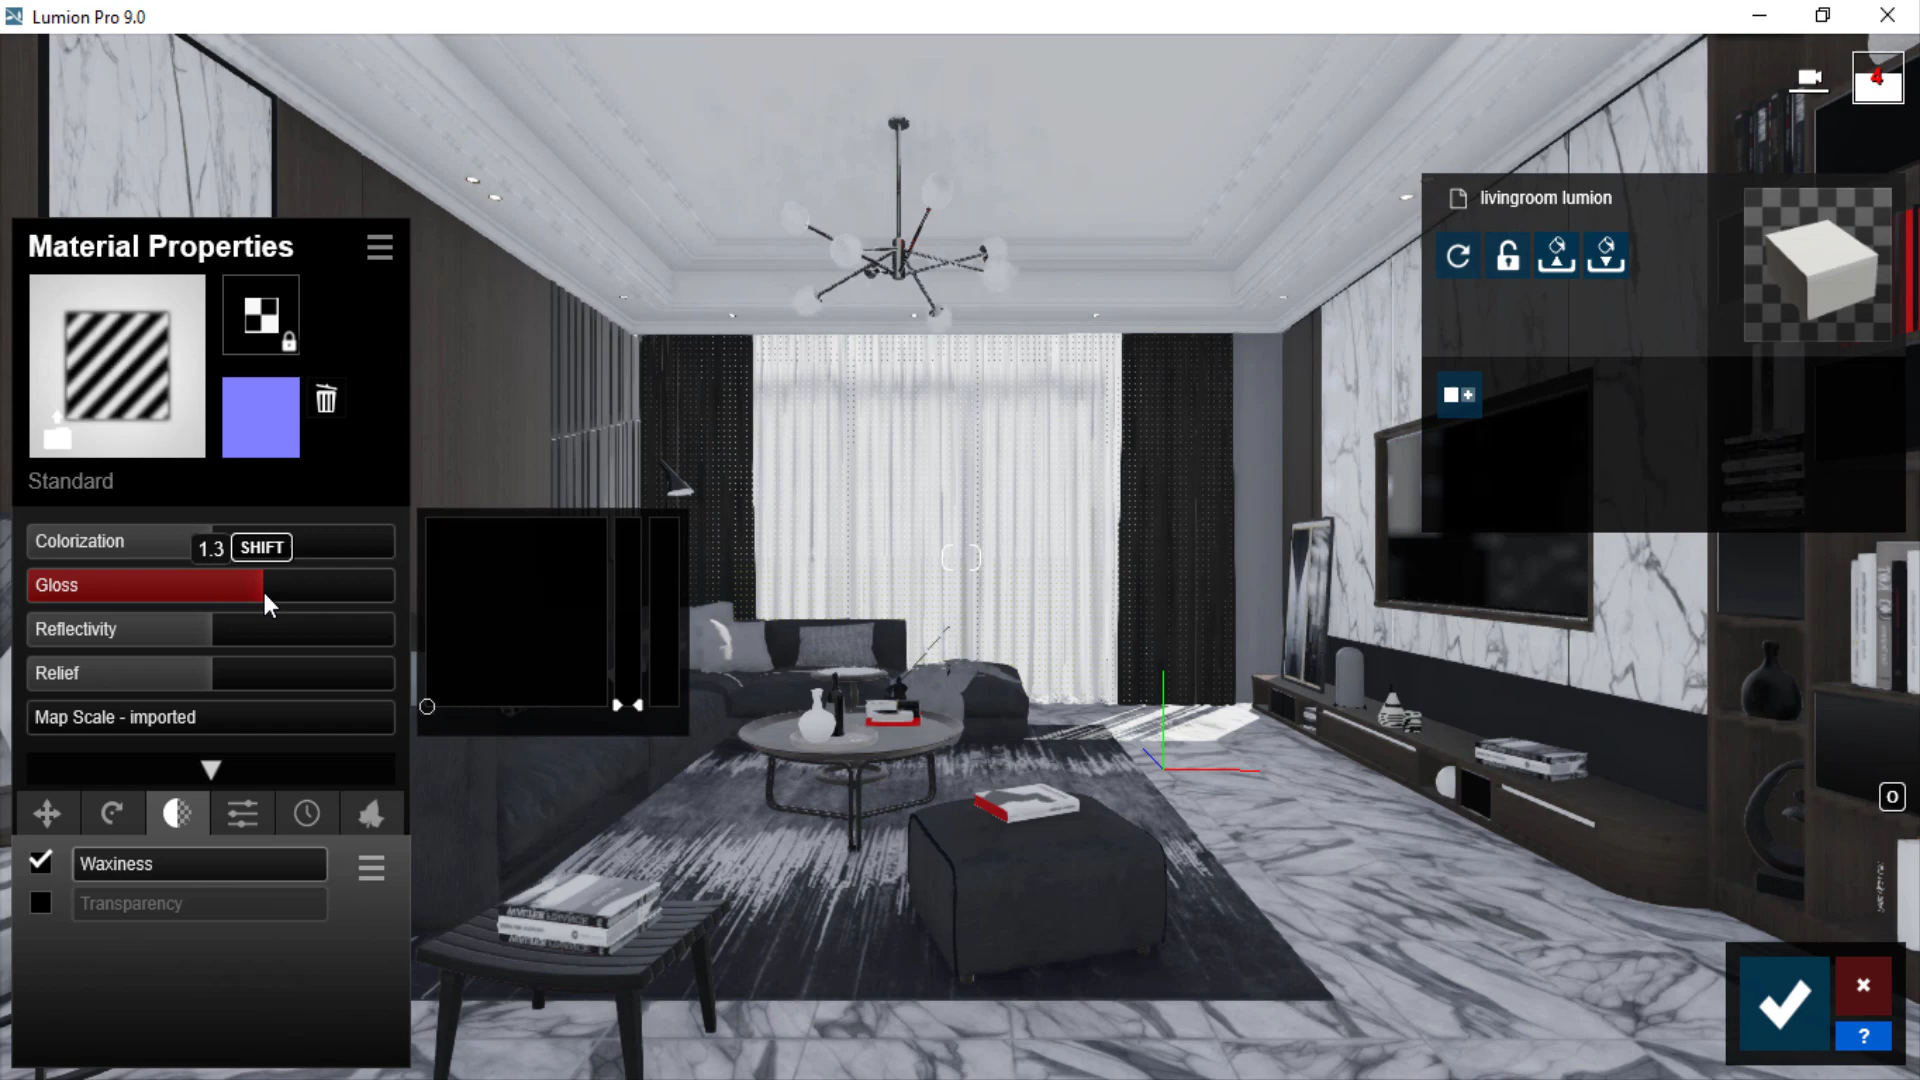 Lumion Pro 9.0
4
livingroom lumion
Material Properties
Standard
Colorization
1.3 SHIFT
Gloss
Reflectivity
Relief
Map Scale - imported
Waxiness
Transparency
O
?